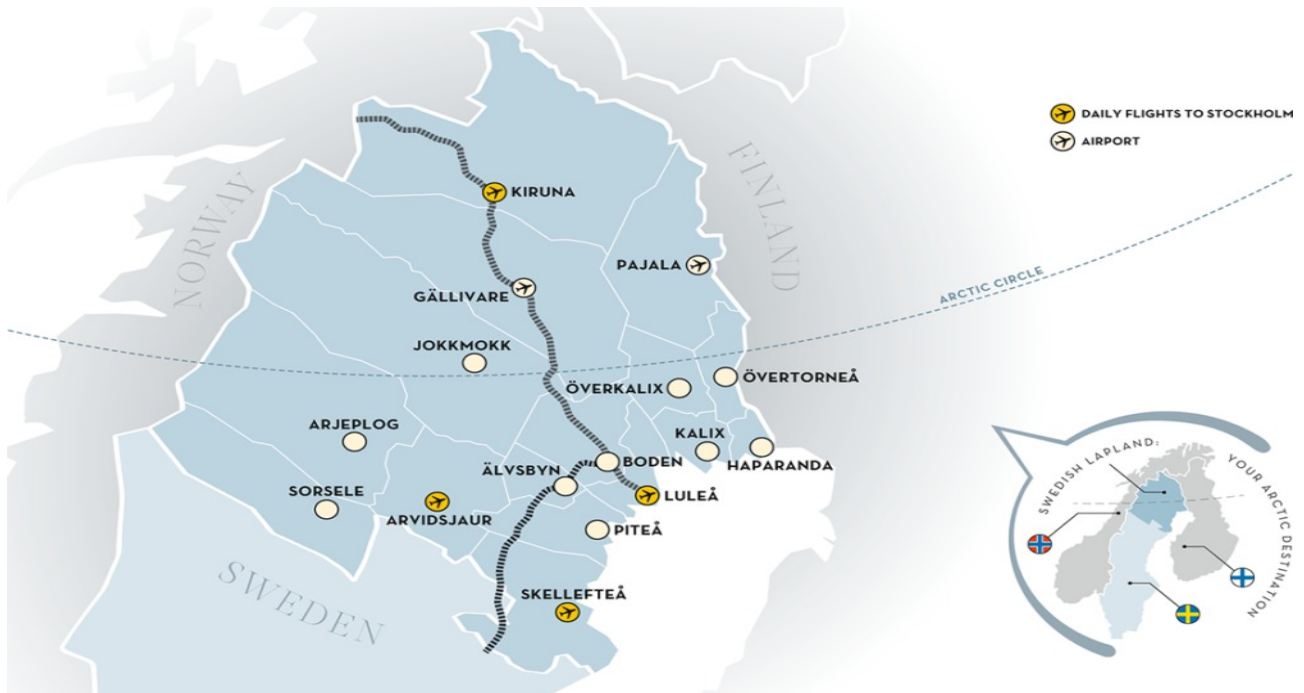 DAILY FLIGHTS TO STOCKHOLM
AIRPORT
NORWAY
FINLAND
KIRUNA
PAJALA
GÄLLIVARE
ARCTIC CIRCLE
JOKKMOKK
ÖVERKALIX
ÖVERTORNEÅ
ARJEPLOG
KALIX
HAPARANDA
BODEN
ÄLVSBYN
SORSELE
LULEÅ
ARVIDSJAUR
PITEÅ
SWEDEN
SKELLEFTEÅ
SWEDISH LAPLAND:
YOUR ARCTIC DESTINATION